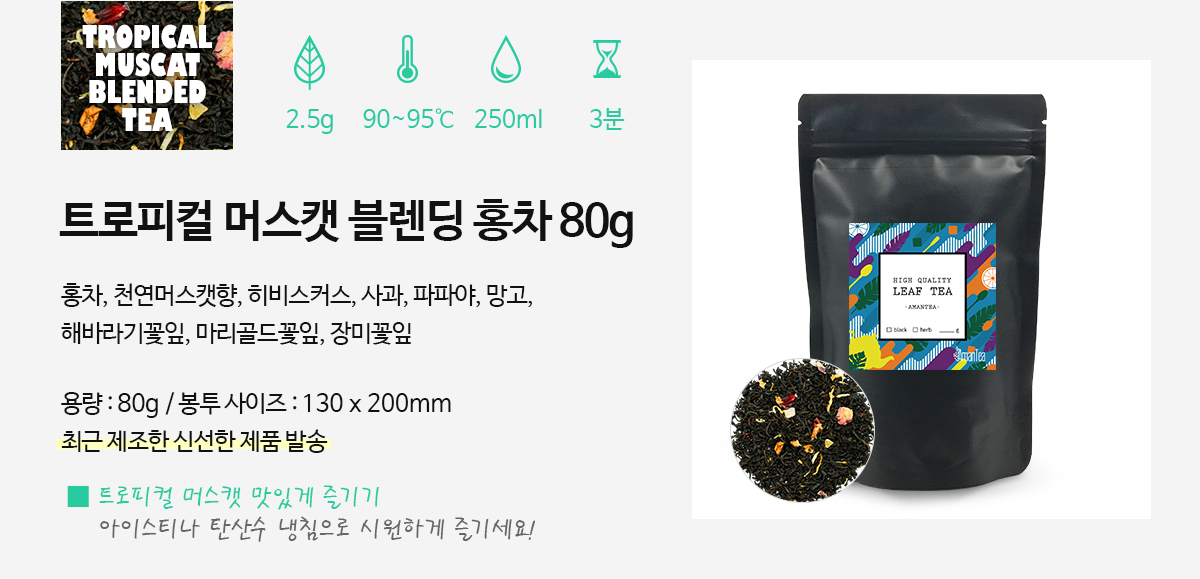 TROPICAL
MUSCAT
BLENDED
TEA
2.5g 90~95℃ 250ml 3분
트로피컬 머스캣 블렌딩 홍차 80g
홍차, 천연머스캣향, 히비스커스, 사과, 파파야, 망고,
해바라기꽃잎, 마리골드꽃잎, 장미꽃잎
용량 : 80g / 봉투 사이즈 : 130 x 200mm
최근 제조한 신선한 제품 발송
트로피컬 머스캣 맛있게 즐기기
아이스티나 탄산수 냉침으로 시원하게 즐기세요!
HIGH QUALITY
LEAF TEA
-AMANTEA-
black herb ____ g
AmanTea